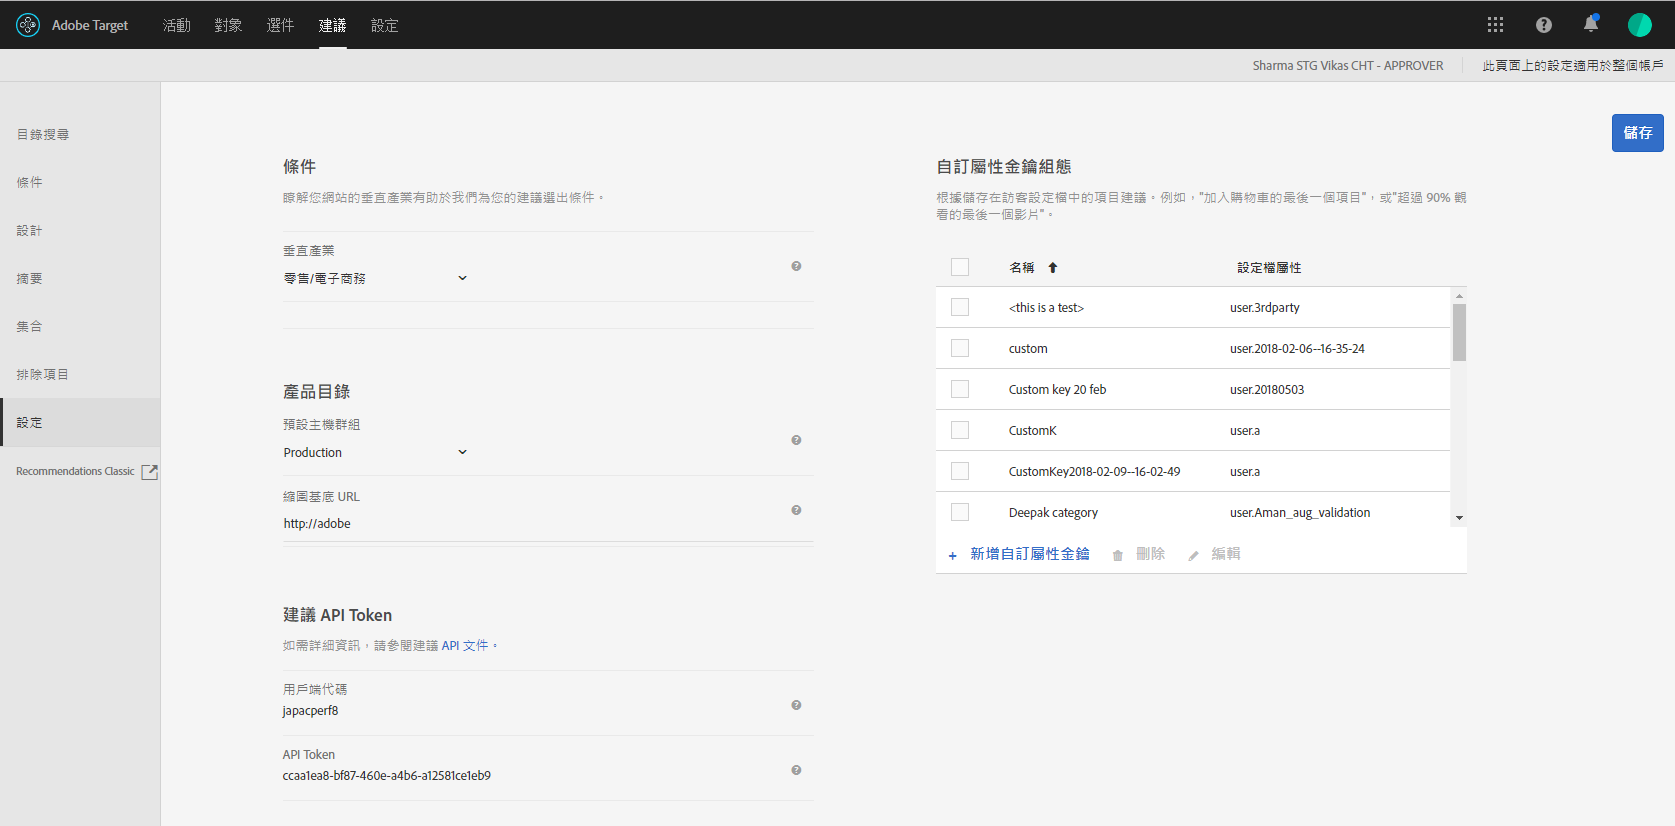 Adobe Target
活動
對象
選件
建議
設定
Sharma STG Vikas CHT - APPROVER
此頁面上的設定適用於整個帳戶
目錄搜尋
條件
設計
摘要
集合
排除項目
設定
Recommendations Classic
儲存
條件
瞭解您網站的垂直產業有助於我們為您的建議選出條件。
垂直產業
零售/電子商務
產品目錄
預設主機群組
Production
縮圖基底 URL
http://adobe
建議 API Token
如需詳細資訊，請參閱建議 API 文件。
用戶端代碼
japacperf8
API Token
ccaa1ea8-bf87-460e-a4b6-a12581ce1eb9
自訂屬性金鑰組態
根據儲存在訪客設定檔中的項目建議。例如，"加入購物車的最後一個項目"，或"超過 90% 觀
看的最後一個影片"。
名稱 設定檔屬性
<this is a test> user.3rdparty
custom user.2018-02-06--16-35-24
Custom key 20 feb user.20180503
CustomK user.a
CustomKey2018-02-09--16-02-49 user.a
Deepak category user.Aman_aug_validation
+ 新增自訂屬性金鑰 刪除 編輯